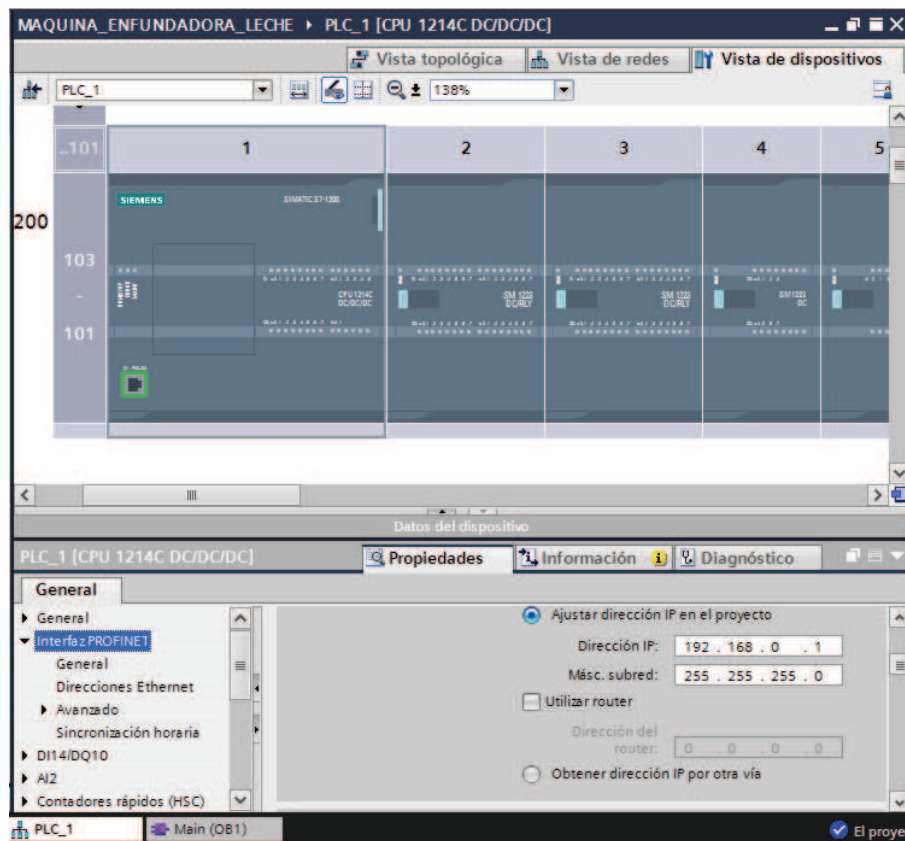 MAQUINA_ENFUNDADORA_LECHE ▸ PLC_1 [CPU 1214C DC/DC/DC]
Vista topológica Vista de redes Vista de dispositivos
PLC_1 138%
..101 1 2 3 4 5
SIEMENS SIMATIC S7-1200
200
103
CPU1214C DC/DC/DC
SM 1223 DC/RLY
SM 1223 DC/RLY
SM1222 DC
-
101
Datos del dispositivo
PLC_1 [CPU 1214C DC/DC/DC] Propiedades Información Diagnóstico
General
General
Interfaz PROFINET
General
Direcciones Ethernet
Avanzado
Sincronización horaria
DI14/DQ10
AI2
Contadores rápidos (HSC)
Ajustar dirección IP en el proyecto
Dirección IP: 192 . 168 . 0 . 1
Másc. subred: 255 . 255 . 255 . 0
Utilizar router
Dirección del
router: 0 . 0 . 0 . 0
Obtener dirección IP por otra vía
PLC_1 Main (OB1) El proye